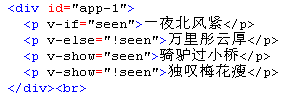 <div id="app-1">
<p v-if="seen">一夜北风紧</p>
<p v-else="!seen">万里彤云厚</p>
<p v-show="seen">骑驴过小桥</p>
<p v-show="!seen">独叹梅花瘦</p>
</div><br>